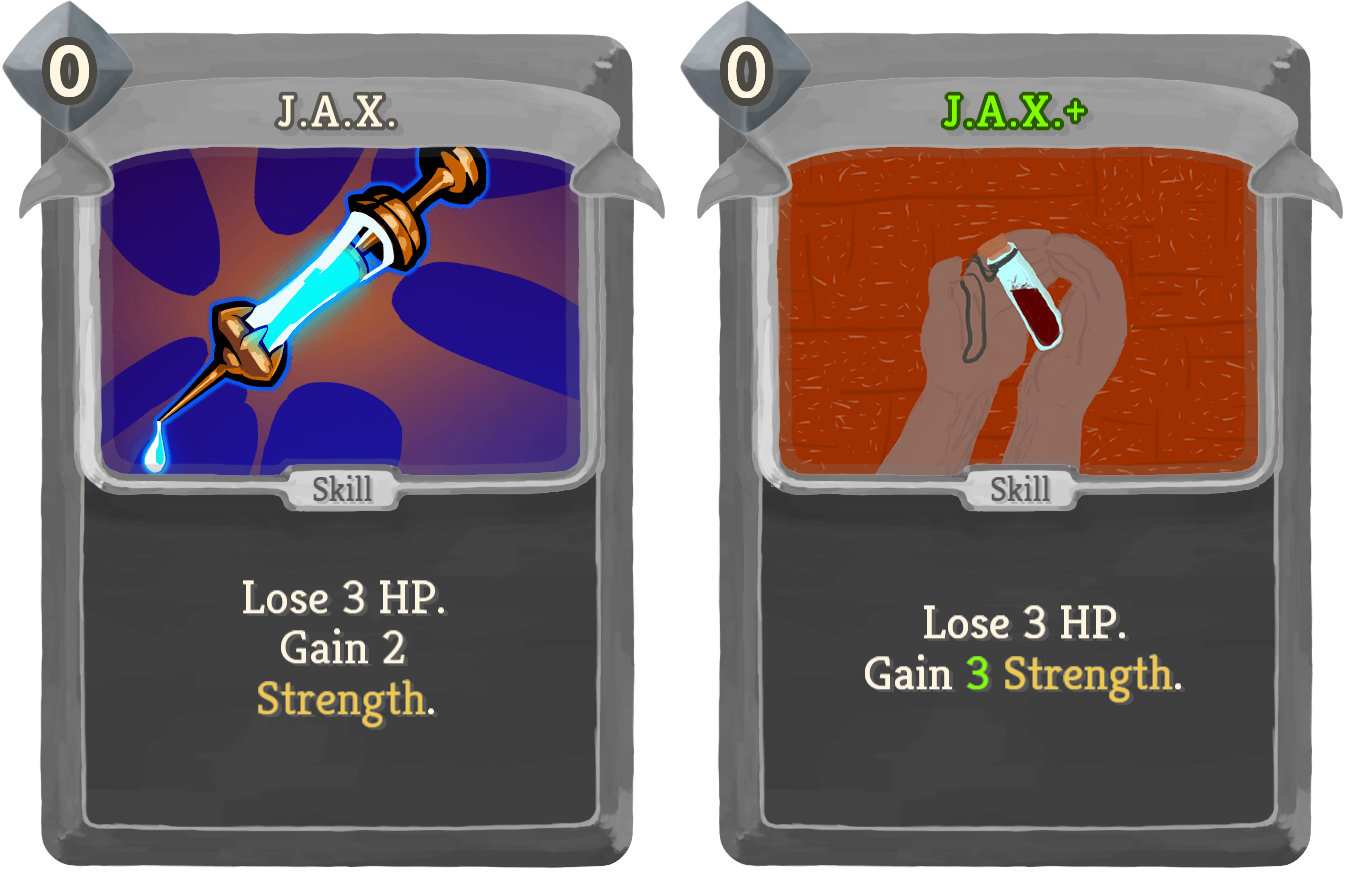 0
J.A.X.
Skill
Lose 3 HP.
Gain 2
Strength.
0
J.A.X.+
Skill
Lose 3 HP.
Gain 3 Strength.